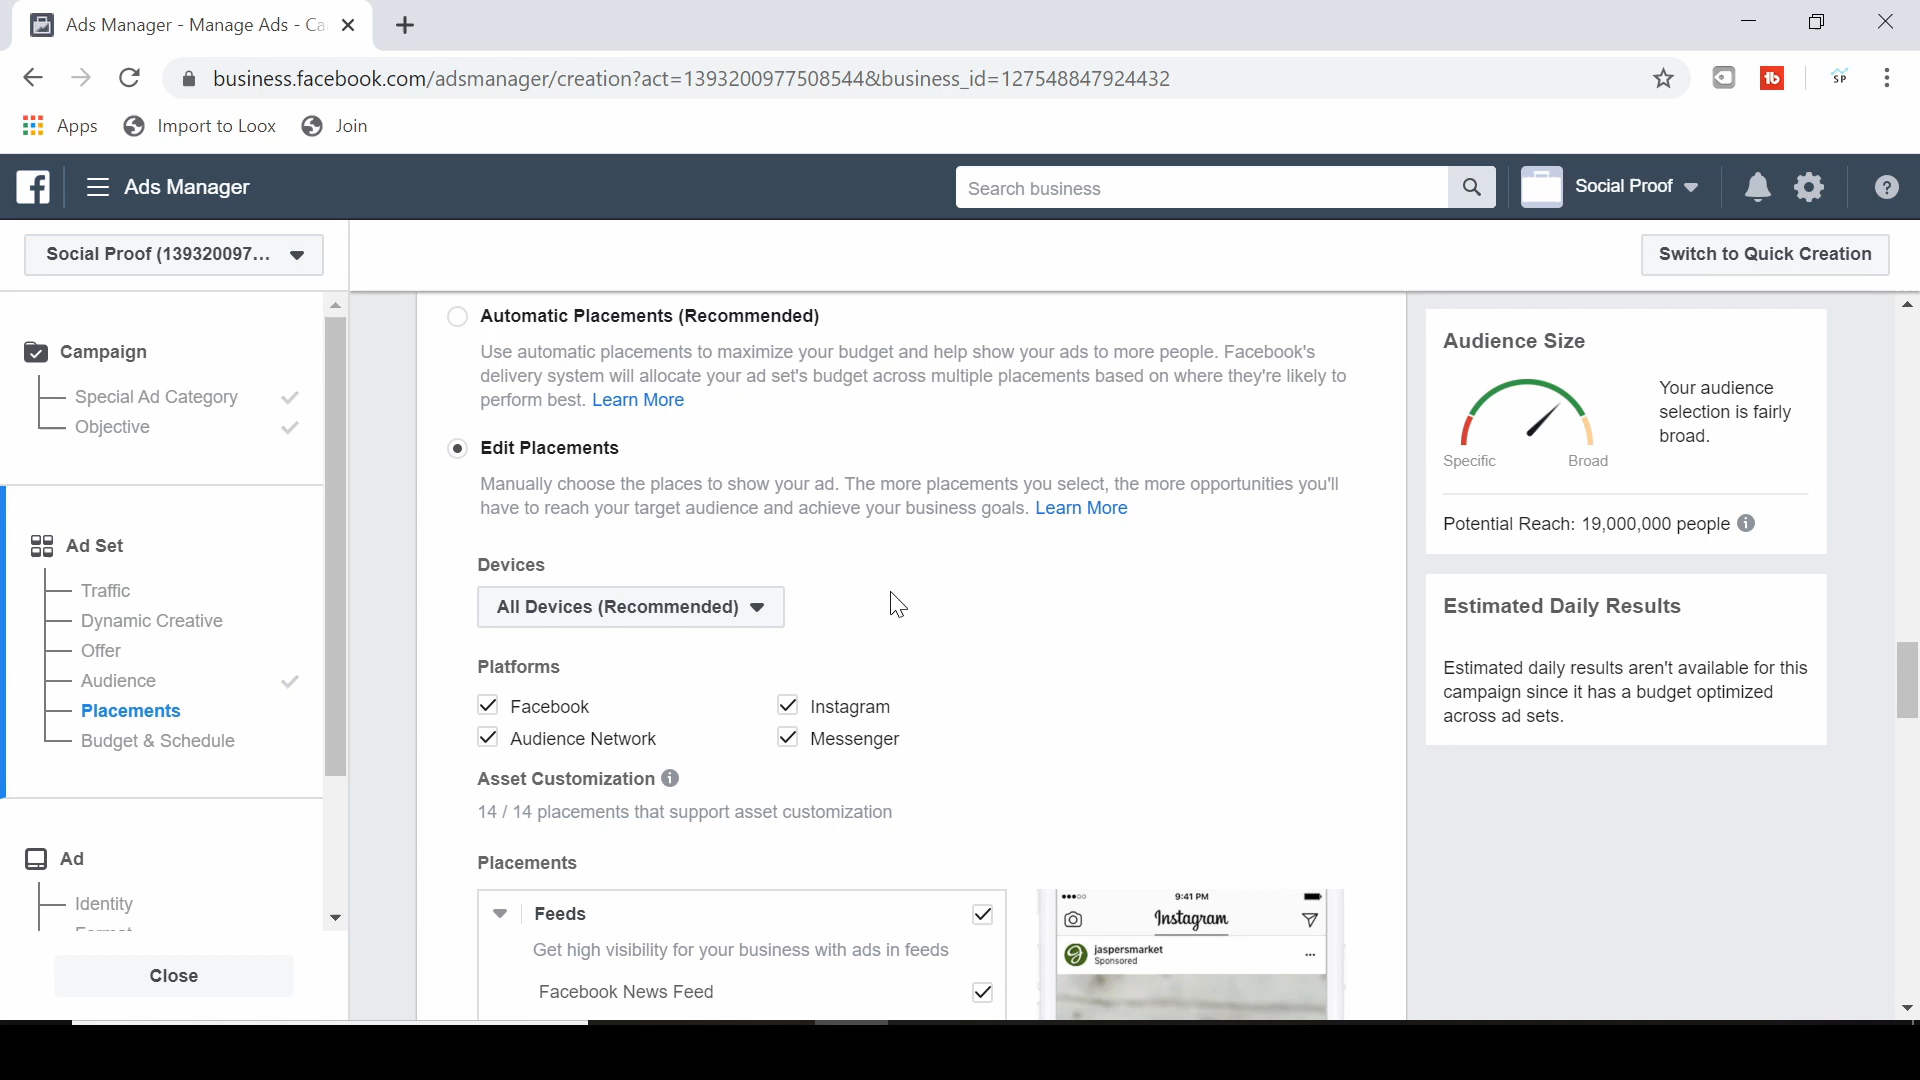 Ads Manager - Manage Ads - Ca
business.facebook.com/adsmanager/creation?act=139320097750854&business_id=127548847924432
Apps
Import to Loox
Join
SP
Ads Manager
Search business
Social Proof
Social Proof (139320097...
Switch to Quick Creation
Campaign
Special Ad Category
Objective
Ad Set
Traffic
Dynamic Creative
Offer
Audience
Placements
Budget & Schedule
Ad
Identity
Close
Automatic Placements (Recommended)
Use automatic placements to maximize your budget and help show your ads to more people. Facebook's
delivery system will allocate your ad set's budget across multiple placements based on where they're likely to
perform best. Learn More
Edit Placements
Manually choose the places to show your ad. The more placements you select, the more opportunities you'll
have to reach your target audience and achieve your business goals. Learn More
Devices
All Devices (Recommended)
Platforms
Facebook
Instagram
Audience Network
Messenger
Asset Customization
14 / 14 placements that support asset customization
Placements
Feeds
Get high visibility for your business with ads in feeds
Facebook News Feed
9:41 PM
Instagram
jaspersmarket
Sponsored
Audience Size
Your audience
selection is fairly
broad.
Specific
Broad
Potential Reach: 19,000,000 people
Estimated Daily Results
Estimated daily results aren't available for this
campaign since it has a budget optimized
across ad sets.